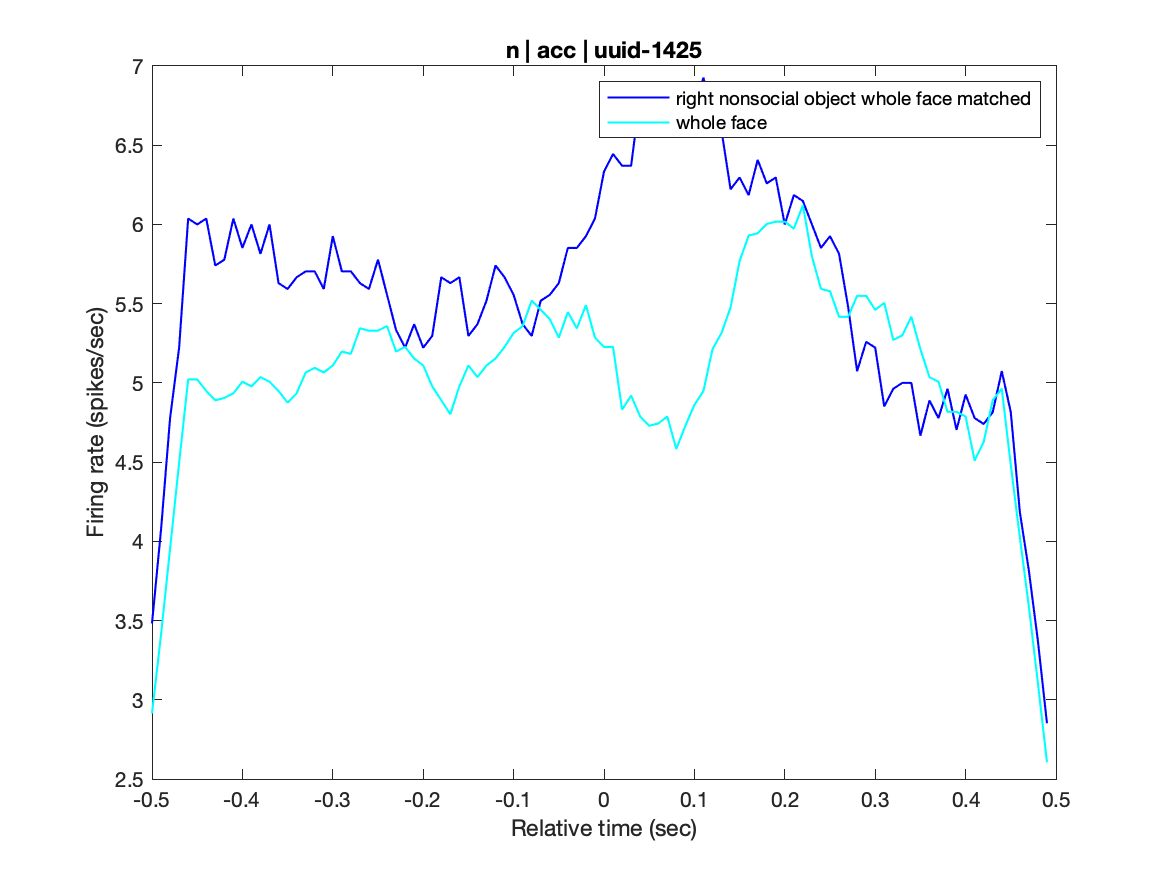 n | acc | uuid-1425
right nonsocial object whole face matched
whole face
Firing rate (spikes/sec)
7
6.5
6
5.5
5
4.5
4
3.5
3
2.5
-0.5 -0.4 -0.3 -0.2 -0.1 0 0.1 0.2 0.3 0.4 0.5
Relative time (sec)